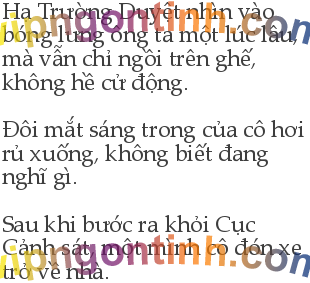 Hạ Trường Duyệt nhìn vào
bóng lưng ông ta một lúc lâu,
mà vẫn chỉ ngồi trên ghế,
không hề cử động.
Đôi mắt sáng trong của cô hơi
rủ xuống, không biết đang
nghĩ gì.
Sau khi bước ra khỏi Cục
Cảnh sát, một mình cô đón xe
trở về nhà.